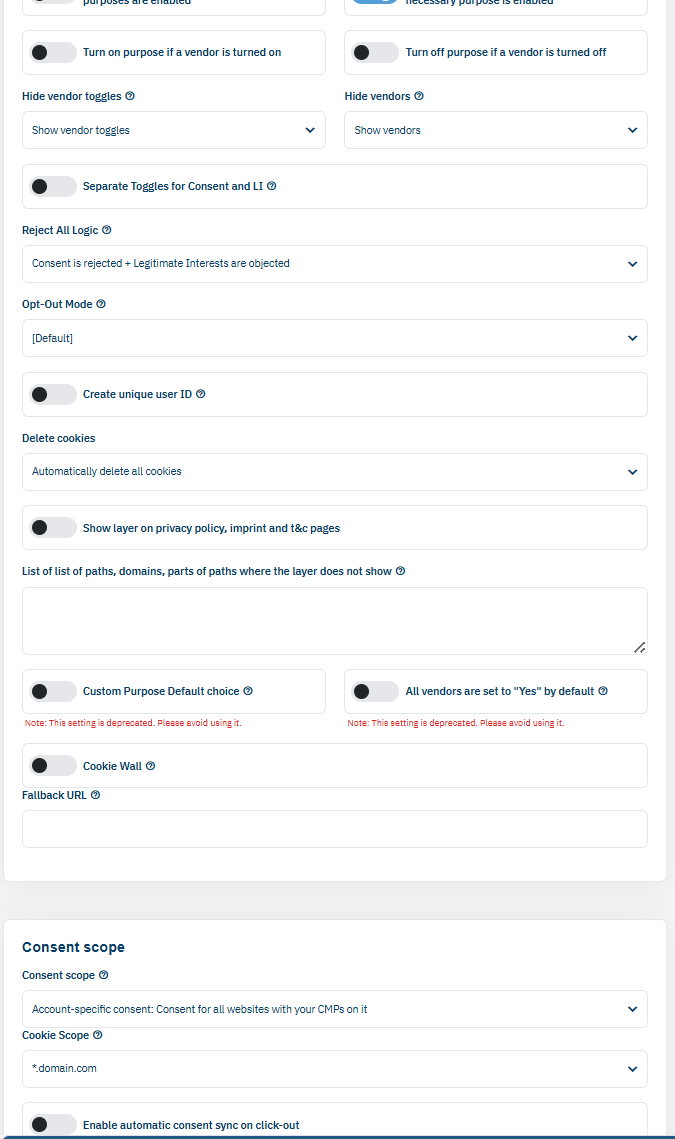 purposes are enabled
necessary purpose is enabled
Turn on purpose if a vendor is turned on
Turn off purpose if a vendor is turned off
Hide vendor toggles
Hide vendors
Show vendor toggles
Show vendors
Separate Toggles for Consent and LI
Reject All Logic
Consent is rejected + Legitimate Interests are objected
Opt-Out Mode
[Default]
Create unique user ID
Delete cookies
Automatically delete all cookies
Show layer on privacy policy, imprint and t&c pages
List of list of paths, domains, parts of paths where the layer does not show
Custom Purpose Default choice
All vendors are set to "Yes" by default
Note: This setting is deprecated. Please avoid using it.
Note: This setting is deprecated. Please avoid using it.
Cookie Wall
Fallback URL
Consent scope
Consent scope
Account-specific consent: Consent for all websites with your CMPs on it
Cookie Scope
*.domain.com
Enable automatic consent sync on click-out